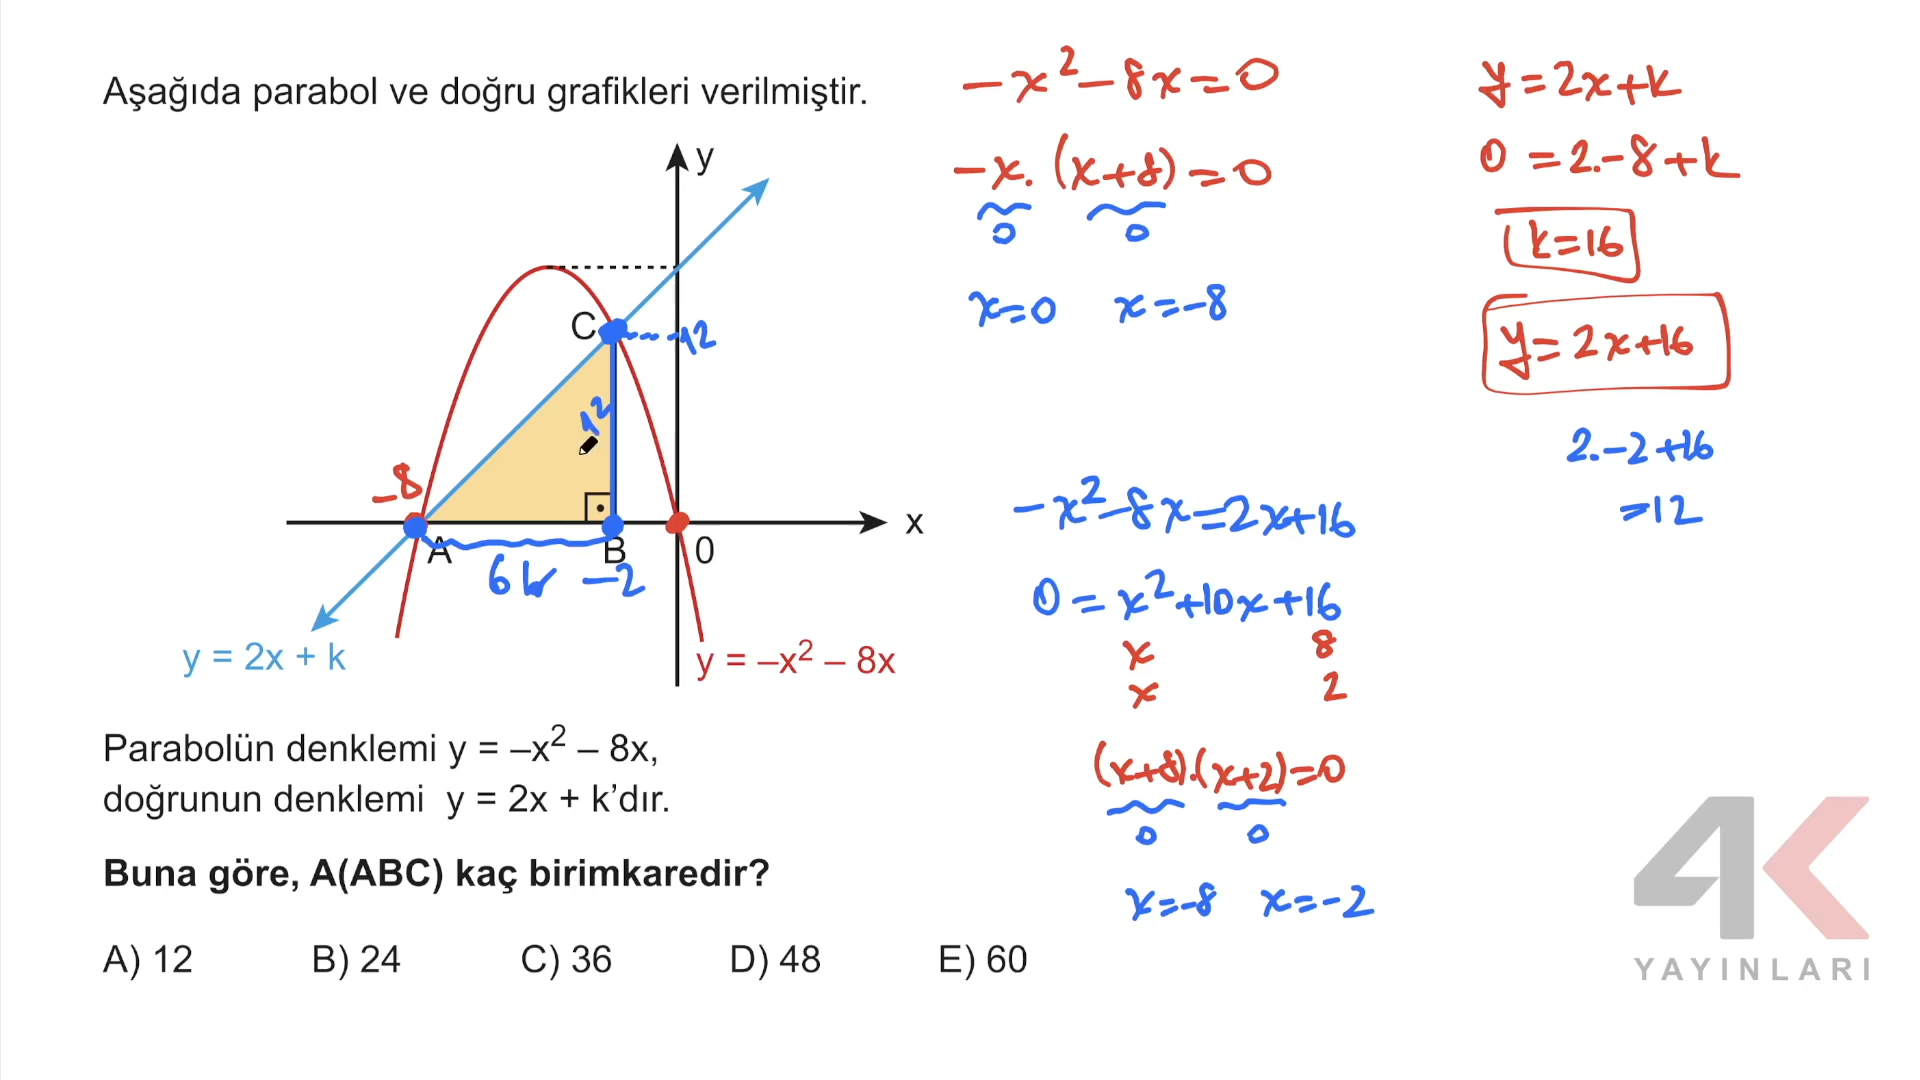 Aşağıda parabol ve doğru grafikleri verilmiştir.
y
C
12
12
-8
A
B
0
x
6 br
-2
y = 2x + k
y = –x² – 8x
Parabolün denklemi y = –x² – 8x,
doğrunun denklemi y = 2x + k’dır.
Buna göre, A(ABC) kaç birimkaredir?
A) 12 B) 24 C) 36 D) 48 E) 60
-x²-8x=0
-x.(x+8)=0
0 0
x=0 x=-8
-x²-8x=2x+16
0=x²+10x+16
x 8
x 2
(x+8).(x+2)=0
0 0
x=-8 x=-2
y=2x+k
0=2.-8+k
k=16
y=2x+16
2.-2+16
=12
4K
YAYINLARI